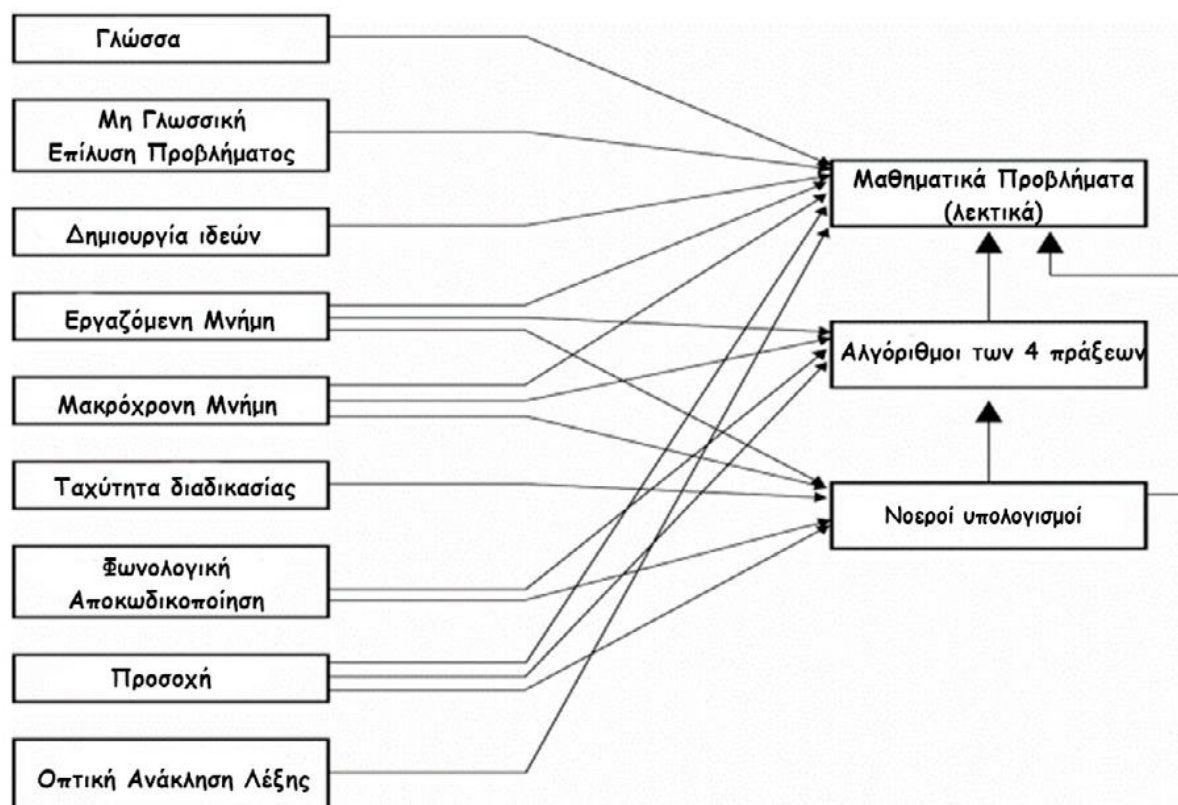 Γλώσσα
Μη Γλωσσική
Επίλυση Προβλήματος
Δημιουργία ιδεών
Εργαζόμενη Μνήμη
Μακρόχρονη Μνήμη
Ταχύτητα διαδικασίας
Φωνολογική
Αποκωδικοποίηση
Προσοχή
Οπτική Ανάκληση Λέξης
Μαθηματικά Προβλήματα
(λεκτικά)
Αλγόριθμοι των 4 πράξεων
Νοεροί υπολογισμοί